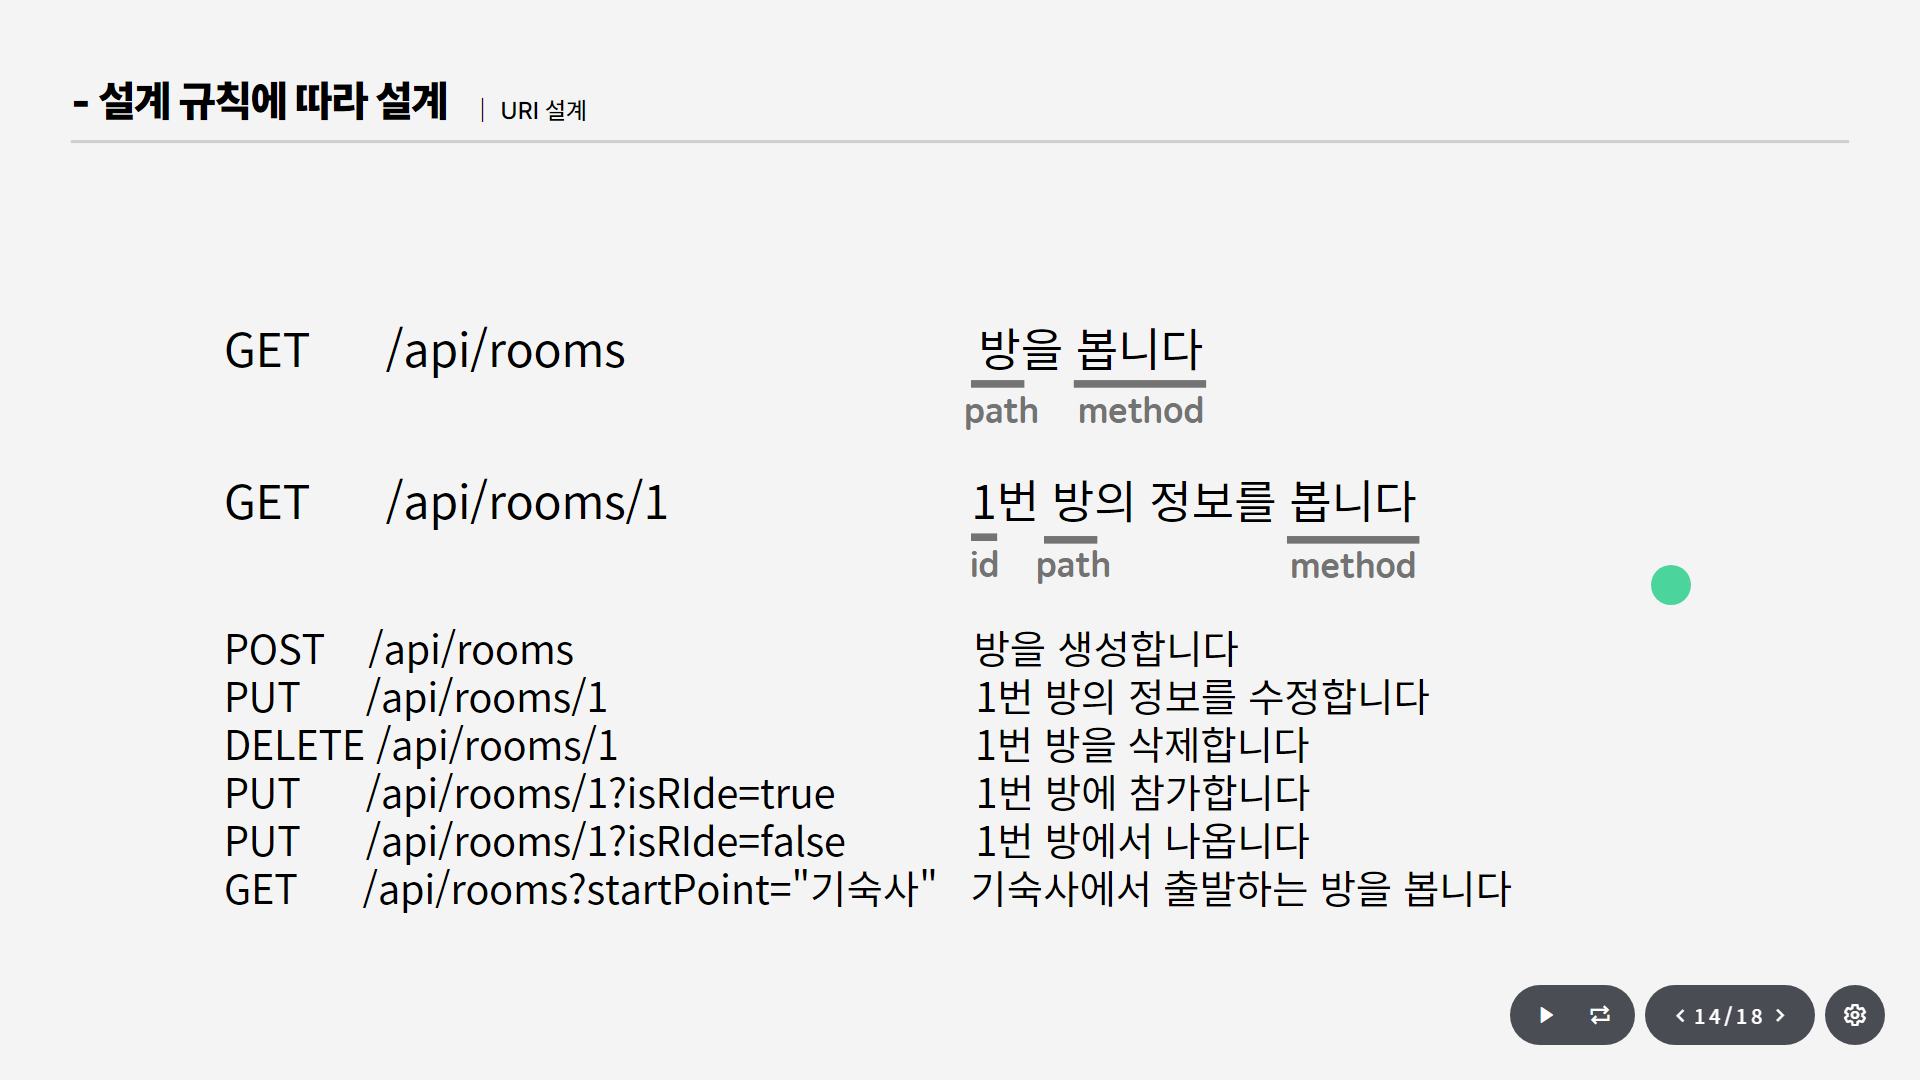 - 설계 규칙에 따라 설계 | URI 설계
GET /api/rooms 방을 봅니다
path method
GET /api/rooms/1 1번 방의 정보를 봅니다
id path method
POST /api/rooms 방을 생성합니다
PUT /api/rooms/1 1번 방의 정보를 수정합니다
DELETE /api/rooms/1 1번 방을 삭제합니다
PUT /api/rooms/1?isRIde=true 1번 방에 참가합니다
PUT /api/rooms/1?isRIde=false 1번 방에서 나옵니다
GET /api/rooms?startPoint="기숙사" 기숙사에서 출발하는 방을 봅니다
14/18